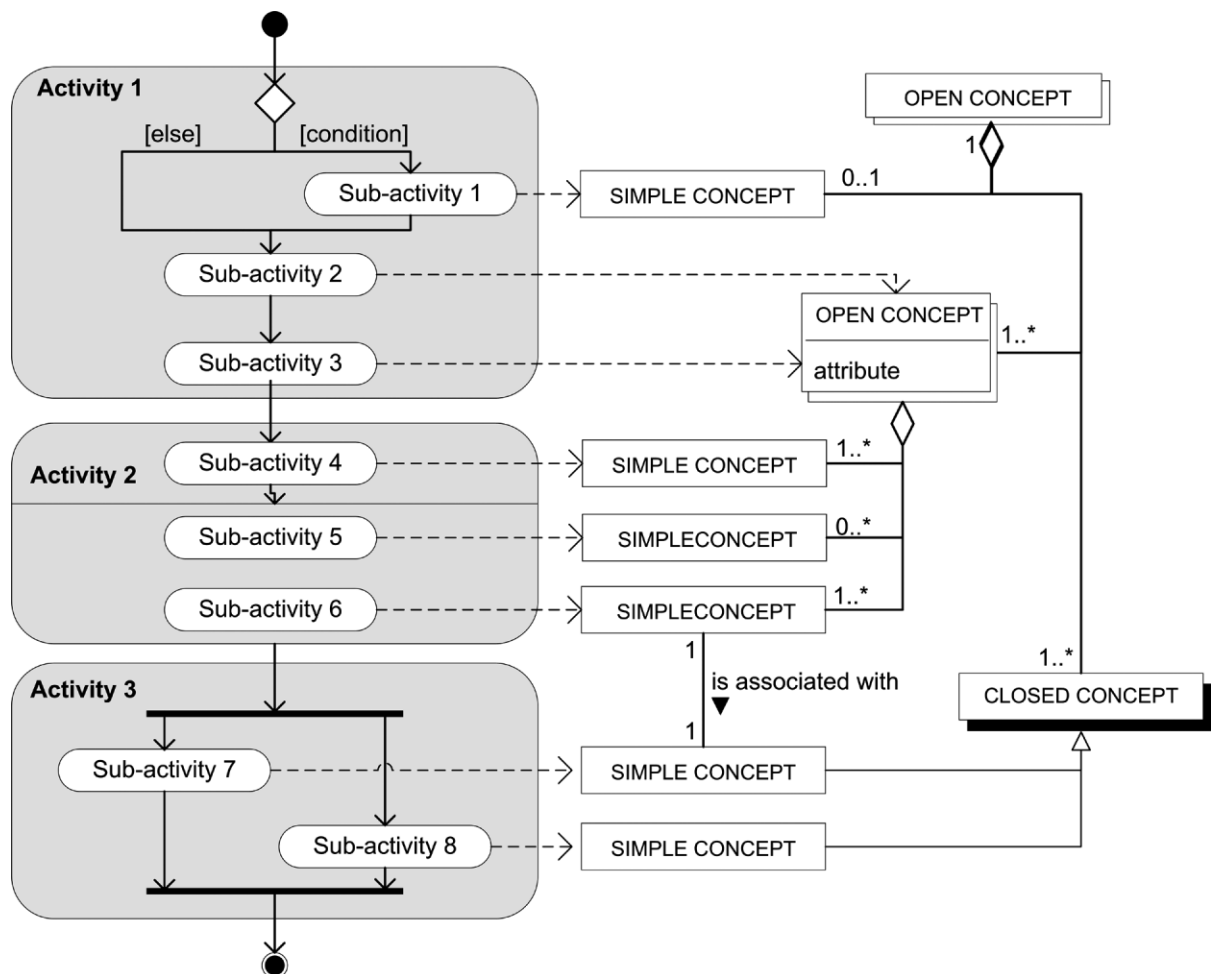 Activity 1
OPEN CONCEPT
[else]
[condition]
1
Sub-activity 1
SIMPLE CONCEPT
0..1
Sub-activity 2
OPEN CONCEPT
1..*
Sub-activity 3
attribute
Activity 2
Sub-activity 4
SIMPLE CONCEPT
1..*
Sub-activity 5
SIMPLECONCEPT
0..*
Sub-activity 6
SIMPLECONCEPT
1..*
1
is associated with
1
1..*
CLOSED CONCEPT
Activity 3
Sub-activity 7
SIMPLE CONCEPT
Sub-activity 8
SIMPLE CONCEPT